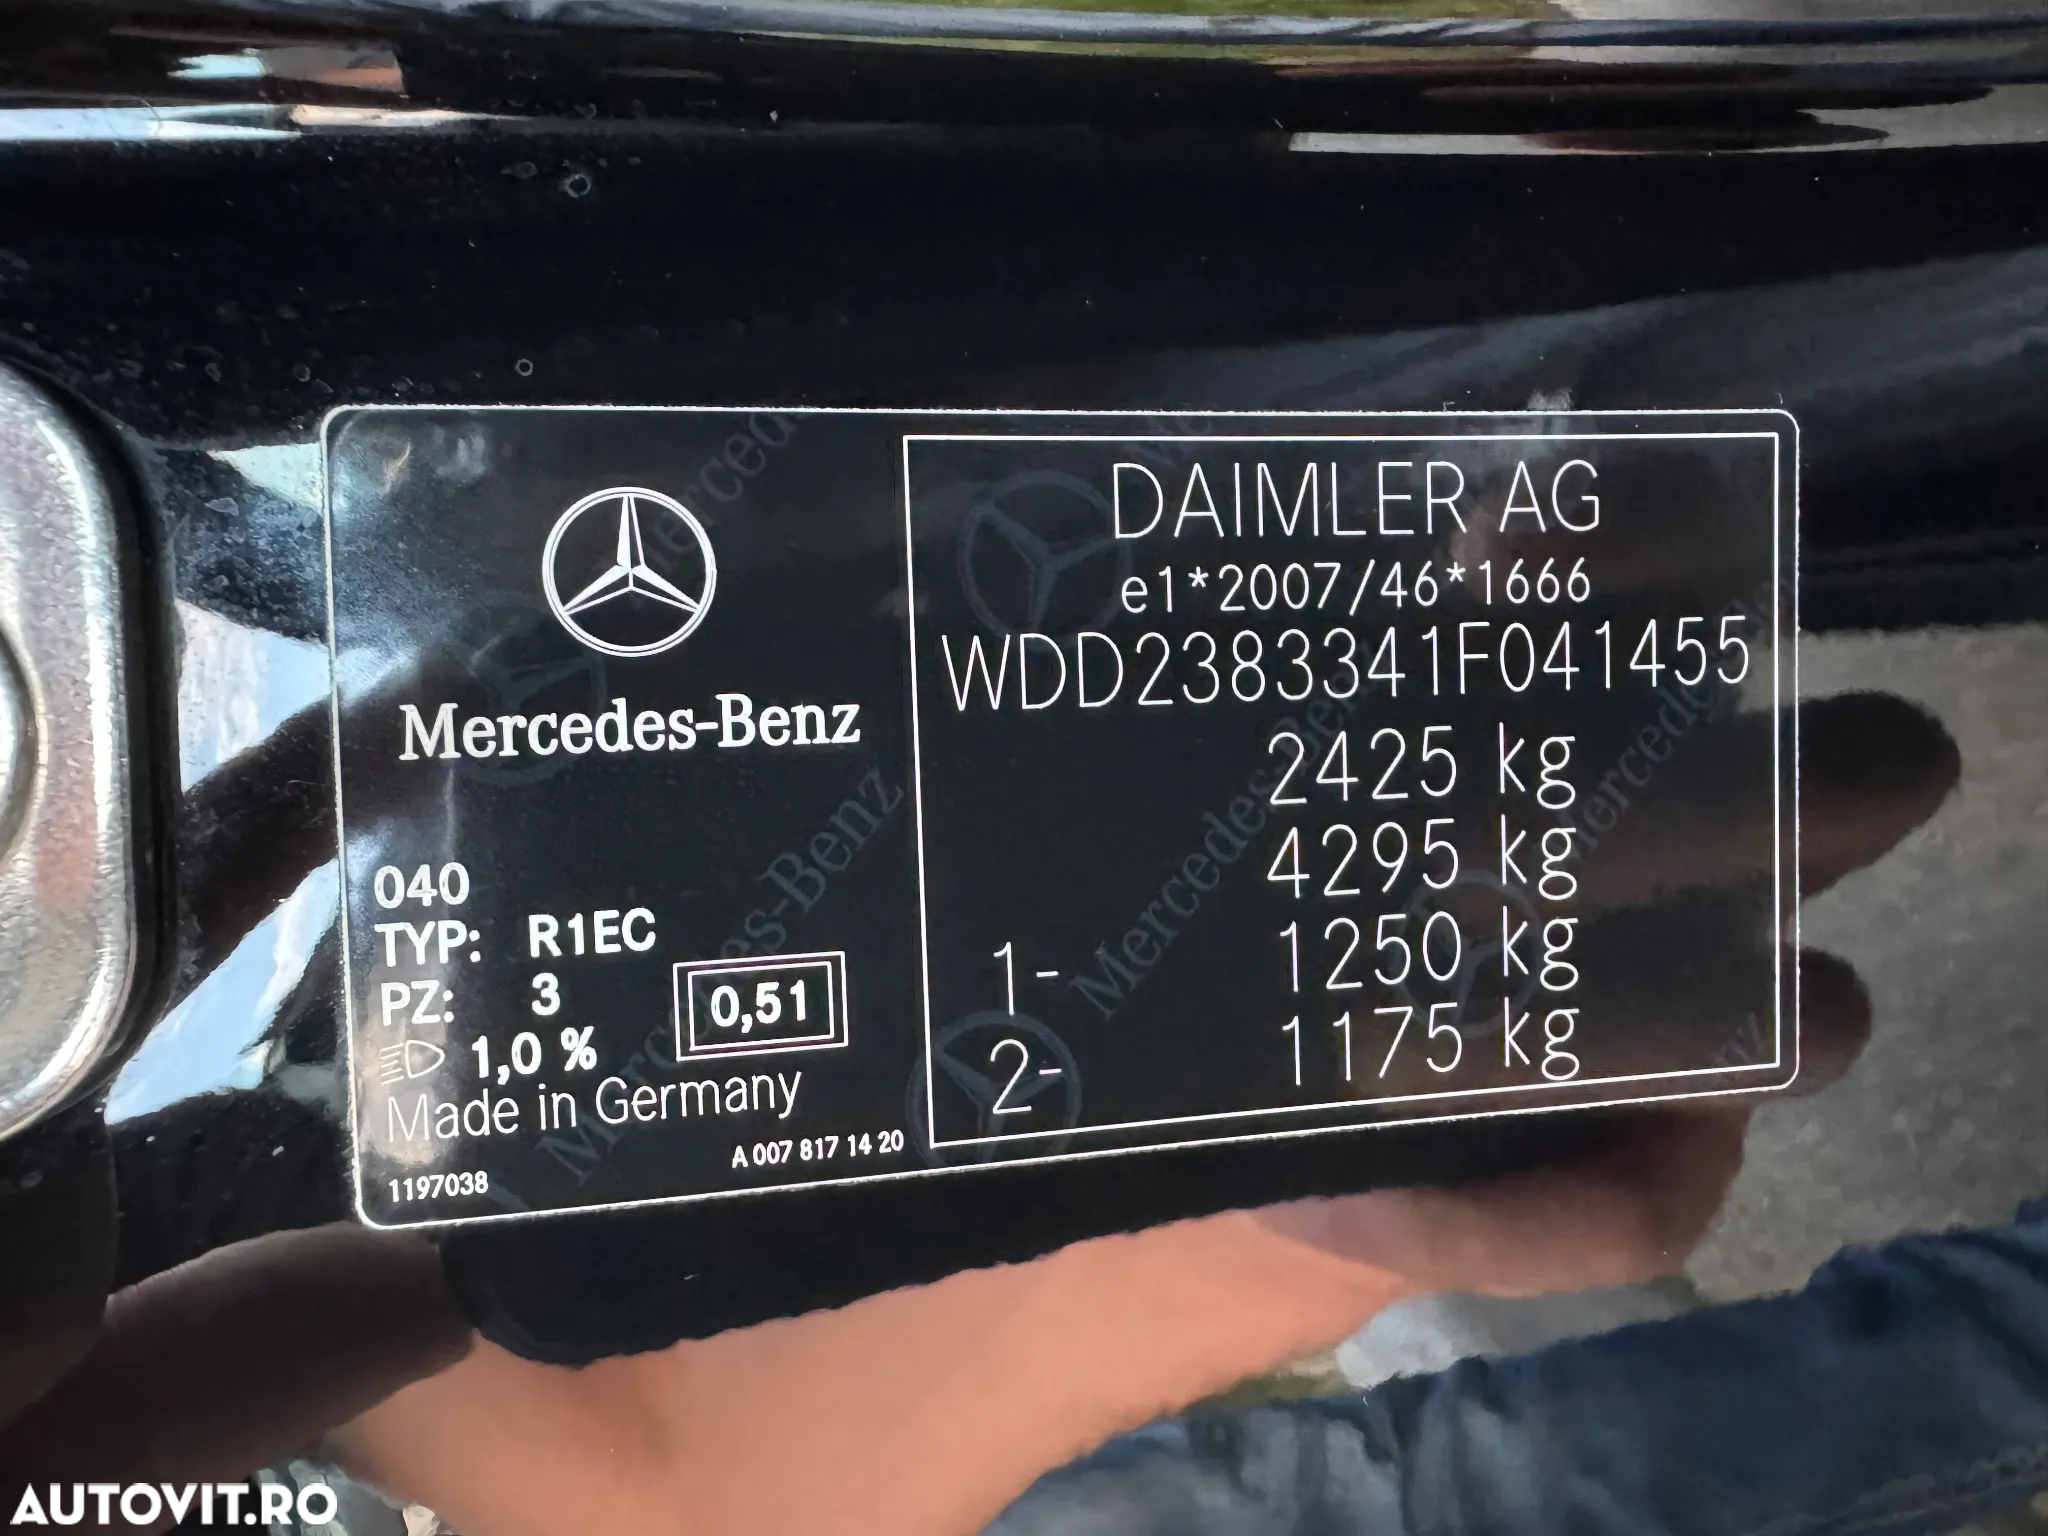 Mercedes-Benz
040
TYP: R1EC
PZ: 3
1,0 %
0,51
Made in Germany
A 007 817 14 20
1197038
DAIMLER AG
e1*2007/46*1666
WDD2383341F041455
2425 kg
4295 kg
1- 1250 kg
2- 1175 kg
AUTOVIT.RO